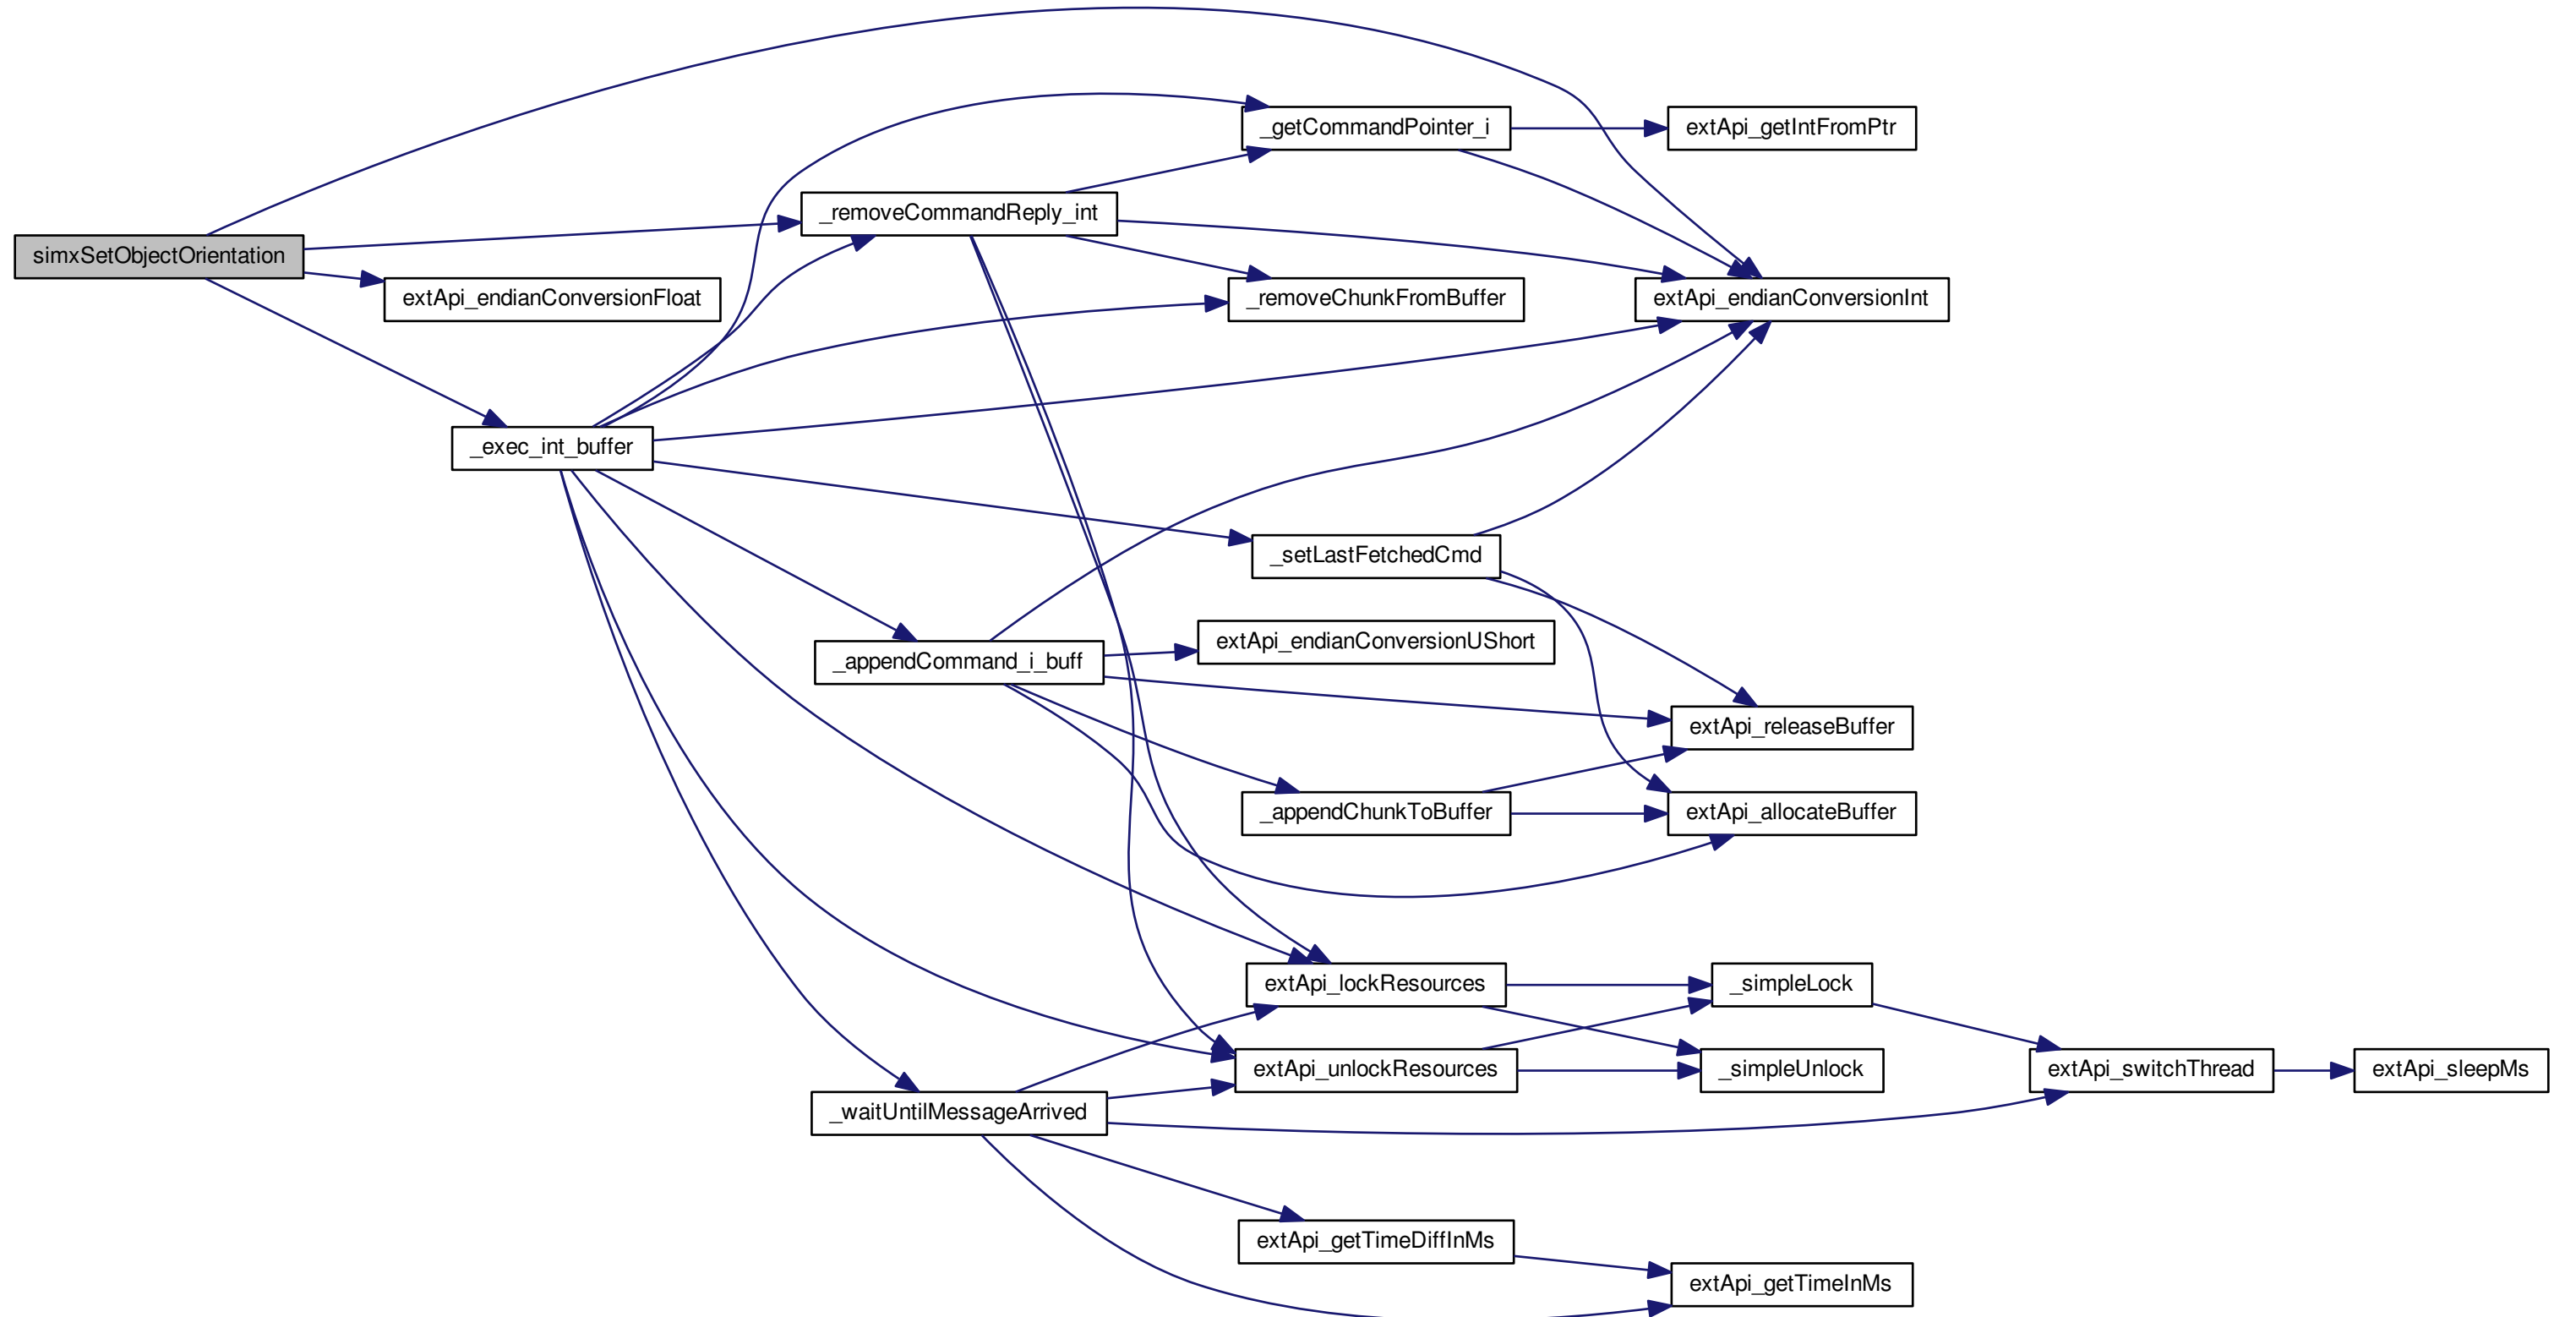 _getCommandPointer_i
extApi_getIntFromPtr
_removeCommandReply_int
simxSetObjectOrientation
extApi_endianConversionFloat
_removeChunkFromBuffer
extApi_endianConversionInt
_exec_int_buffer
_setLastFetchedCmd
extApi_endianConversionUShort
_appendCommand_i_buff
extApi_releaseBuffer
_appendChunkToBuffer
extApi_allocateBuffer
extApi_lockResources
_simpleLock
extApi_unlockResources
_simpleUnlock
extApi_switchThread
extApi_sleepMs
_waitUntilMessageArrived
extApi_getTimeDiffInMs
extApi_getTimeInMs